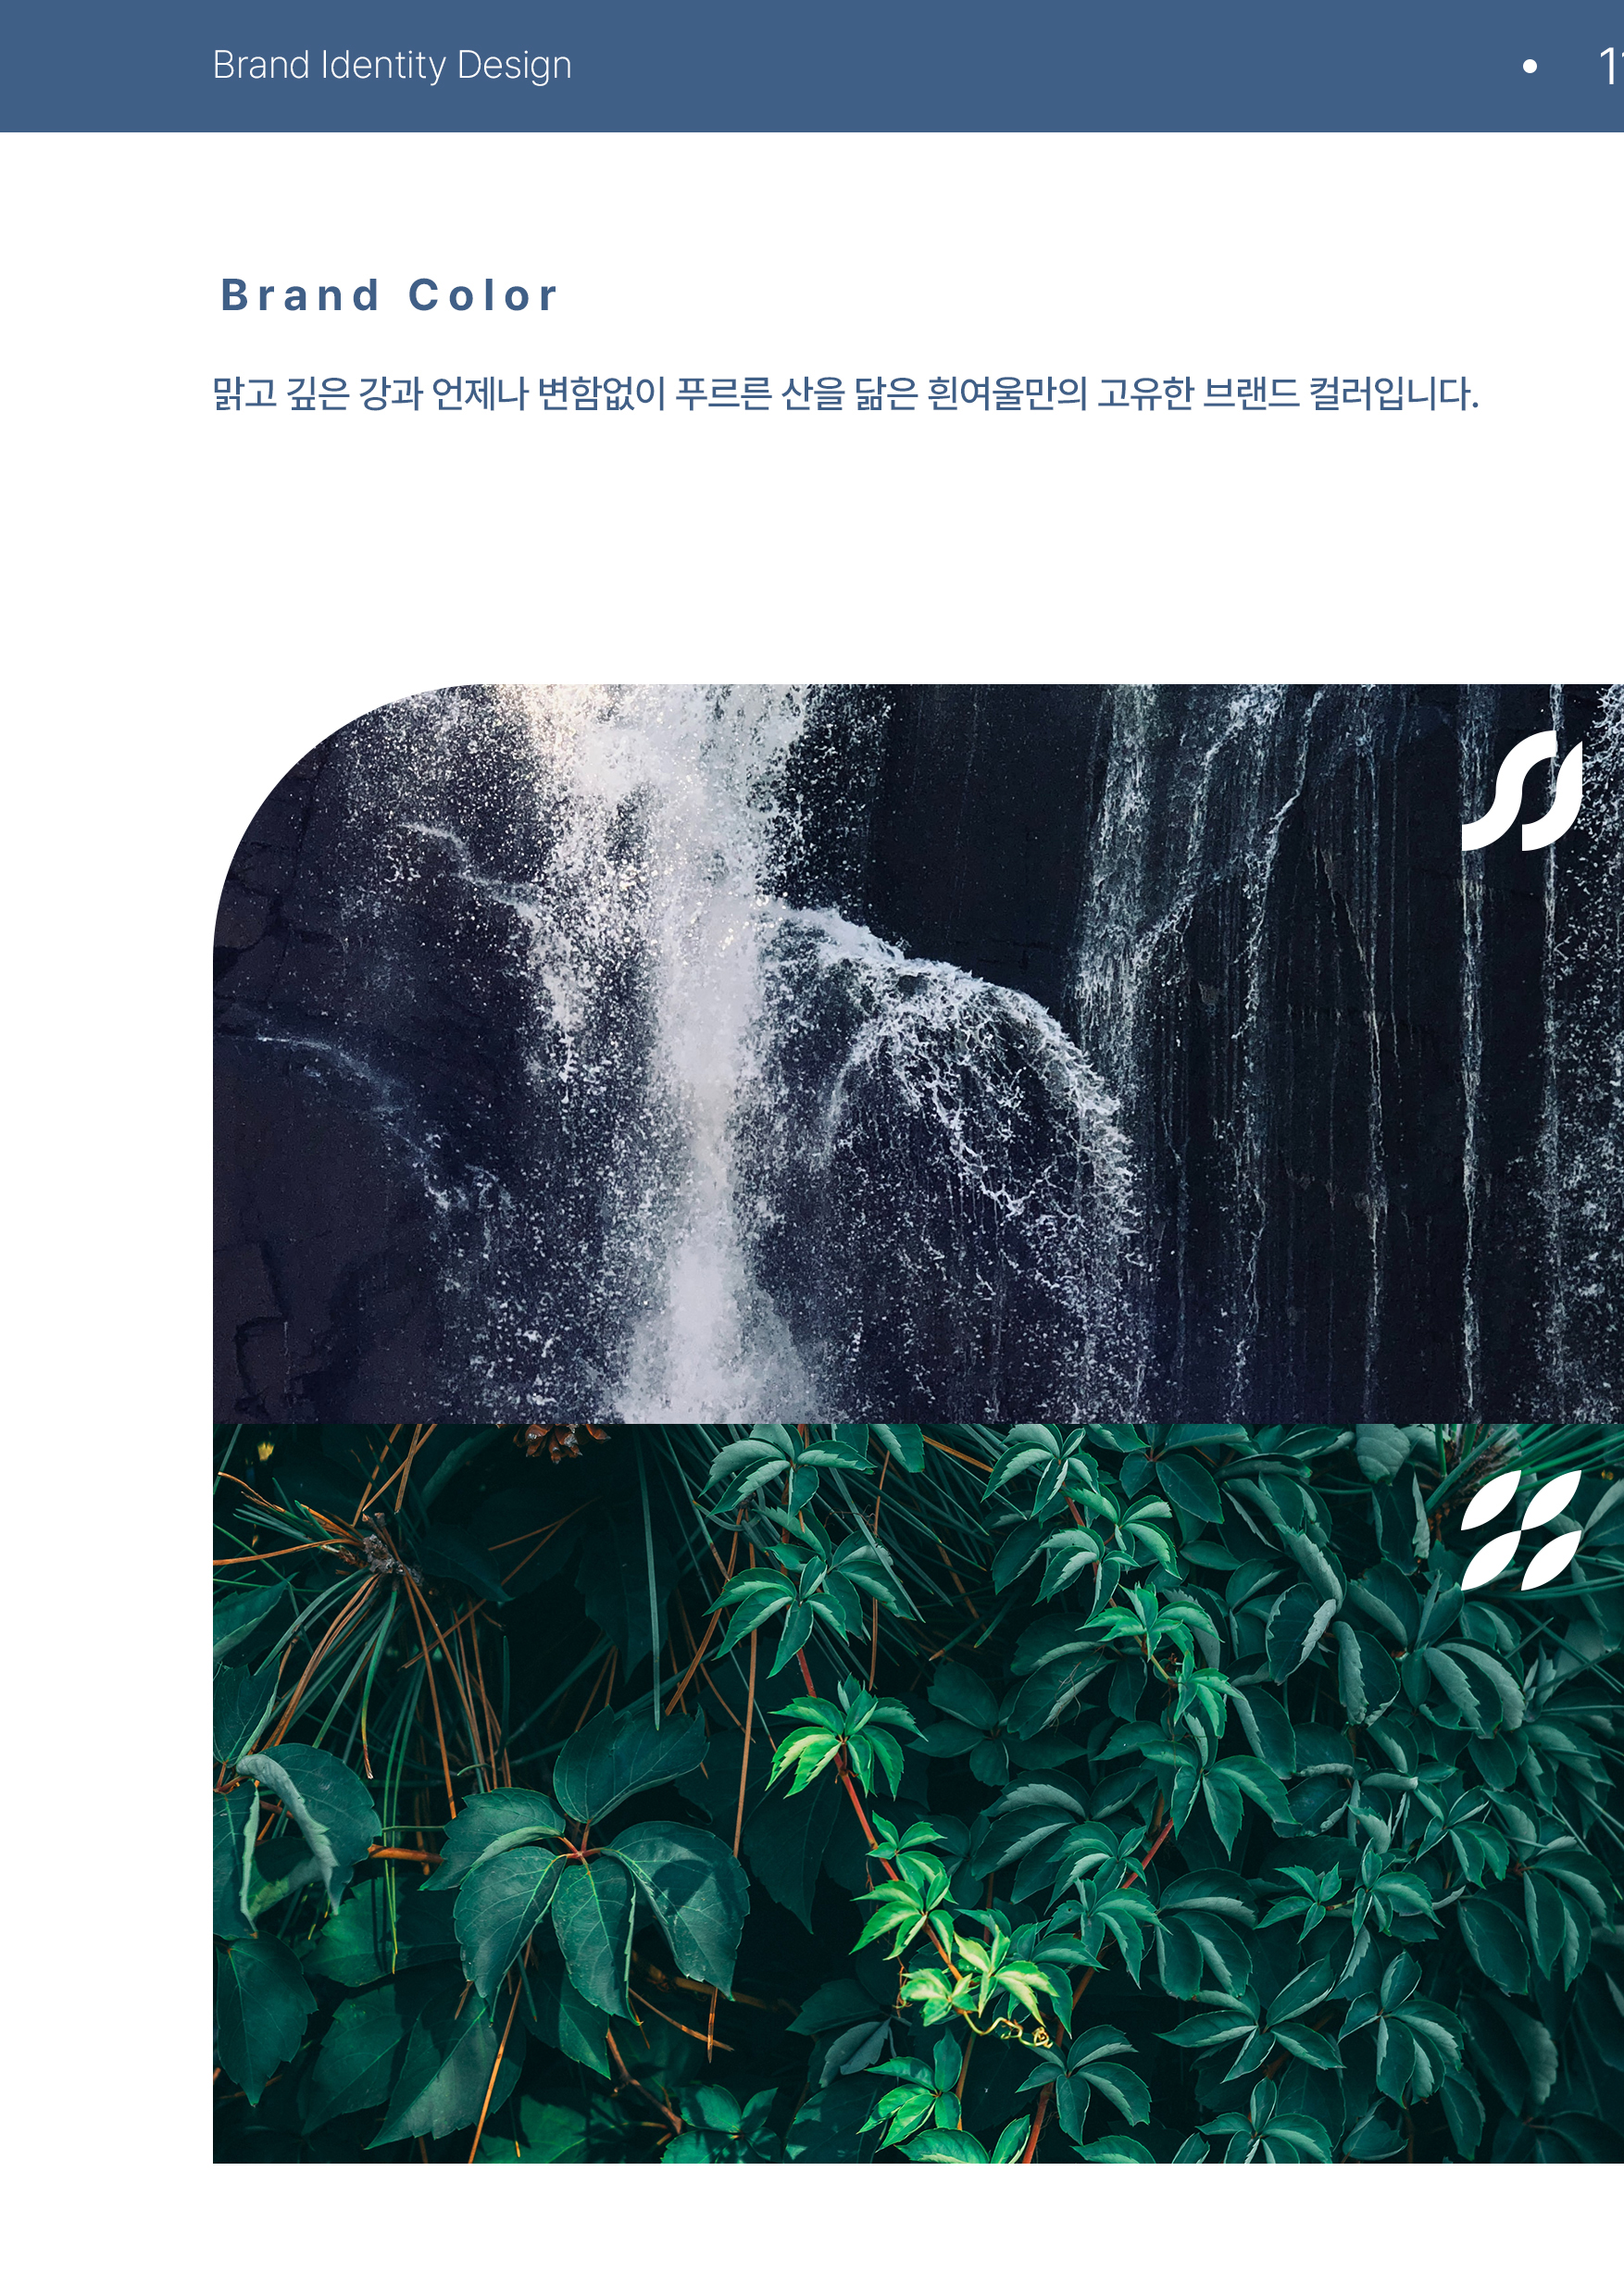 Brand Identity Design
Brand Color
맑고 깊은 강과 언제나 변함없이 푸르른 산을 닮은 흰여울만의 고유한 브랜드 컬러입니다.